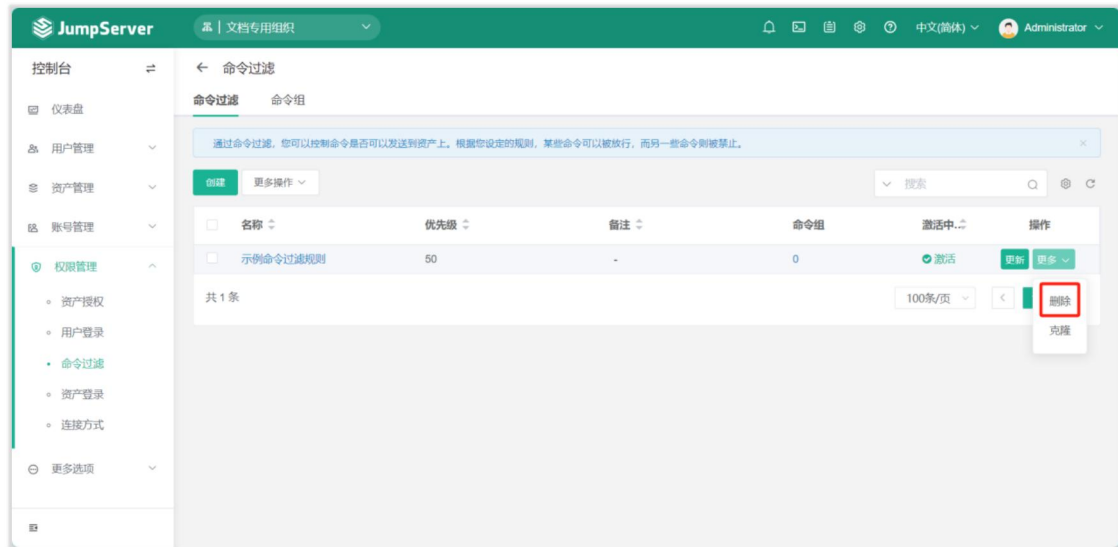 JumpServer 文档专用组织 中文(简体) Administrator
控制台 命令过滤
命令过滤 命令组
仪表盘
通过命令过滤，您可以控制命令是否可以发送到资产上。根据您设定的规则，某些命令可以被放行，而另一些命令则被禁止。
用户管理
创建 更多操作 搜索
资产管理
名称 优先级 备注 命令组 激活中... 操作
账号管理
示例命令过滤规则 50 - 0 激活 更新 更多
权限管理
共 1 条 100条/页 删除
资产授权
克隆
用户登录
命令过滤
资产登录
连接方式
更多选项